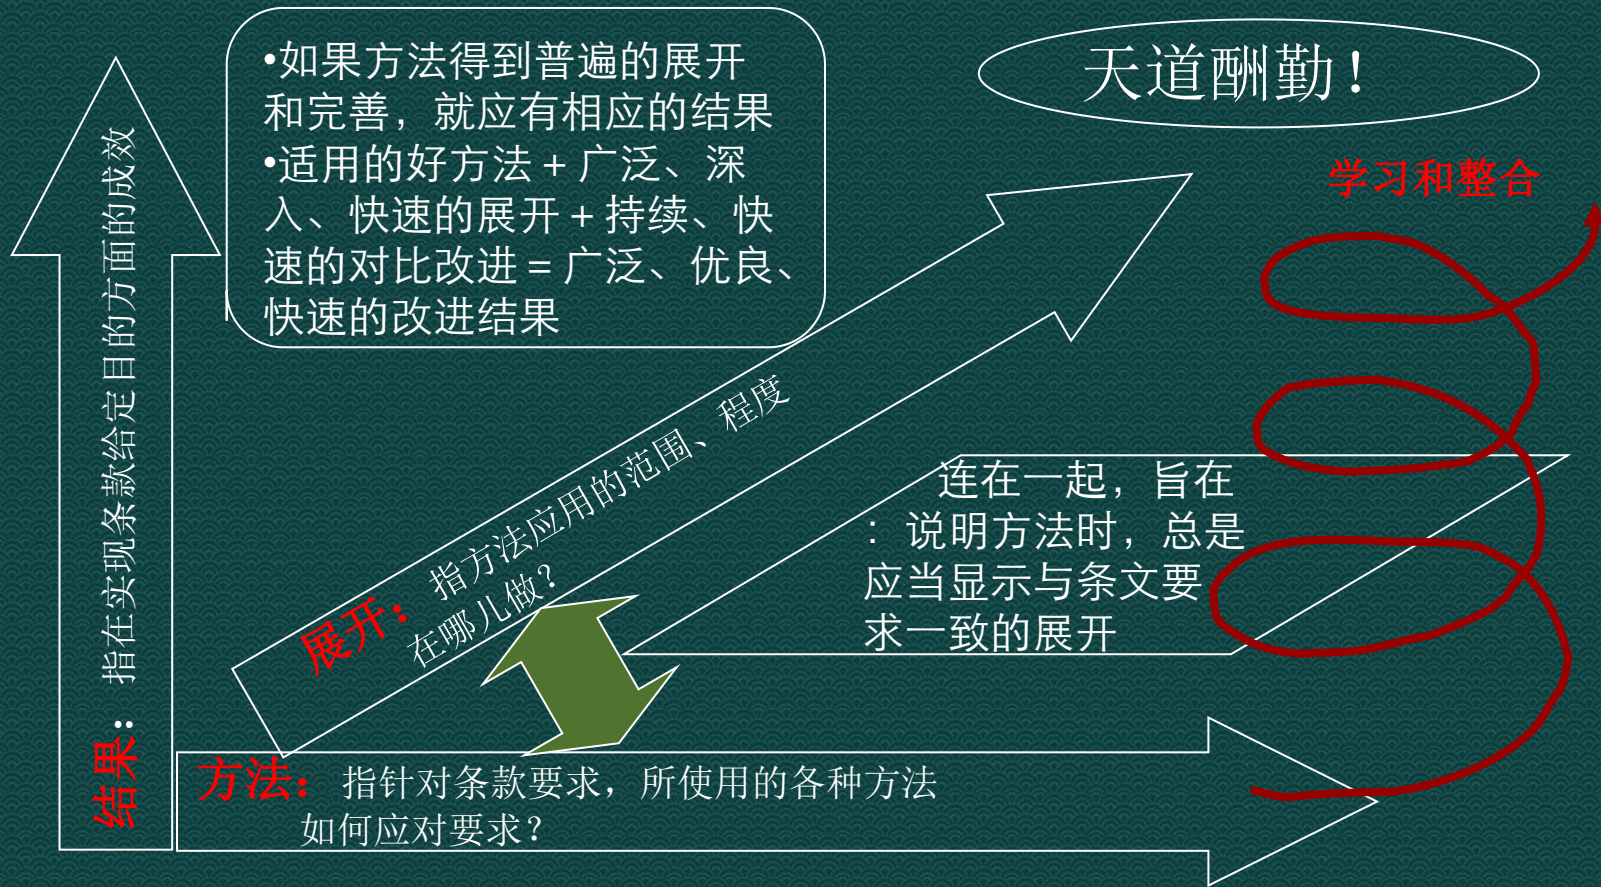 •如果方法得到普遍的展开
和完善，就应有相应的结果
•适用的好方法＋广泛、深
入、快速的展开＋持续、快
速的对比改进＝广泛、优良、
快速的改进结果
天道酬勤！
学习和整合
结果：指在实现条款给定目的方面的成效
展开：指方法应用的范围、程度
在哪儿做？
连在一起，旨在
：说明方法时，总是
应当显示与条文要
求一致的展开
方法：指针对条款要求，所使用的各种方法
如何应对要求？